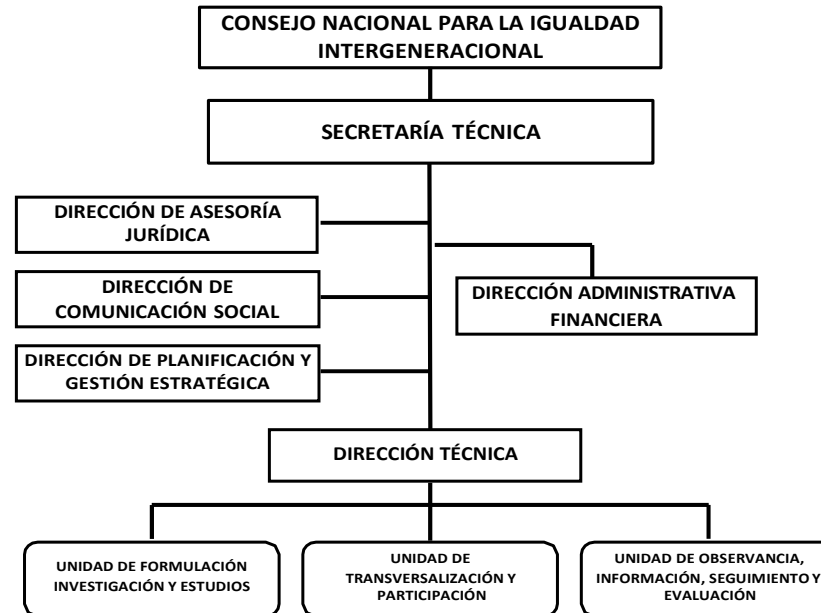 CONSEJO NACIONAL PARA LA IGUALDAD
INTERGENERACIONAL
SECRETARÍA TÉCNICA
DIRECCIÓN DE ASESORÍA
JURÍDICA
DIRECCIÓN DE
COMUNICACIÓN SOCIAL
DIRECCIÓN ADMINISTRATIVA
FINANCIERA
DIRECCIÓN DE PLANIFICACIÓN Y
GESTIÓN ESTRATÉGICA
DIRECCIÓN TÉCNICA
UNIDAD DE FORMULACIÓN
INVESTIGACIÓN Y ESTUDIOS
UNIDAD DE
TRANSVERSALIZACIÓN Y
PARTICIPACIÓN
UNIDAD DE OBSERVANCIA,
INFORMACIÓN, SEGUIMIENTO Y
EVALUACIÓN